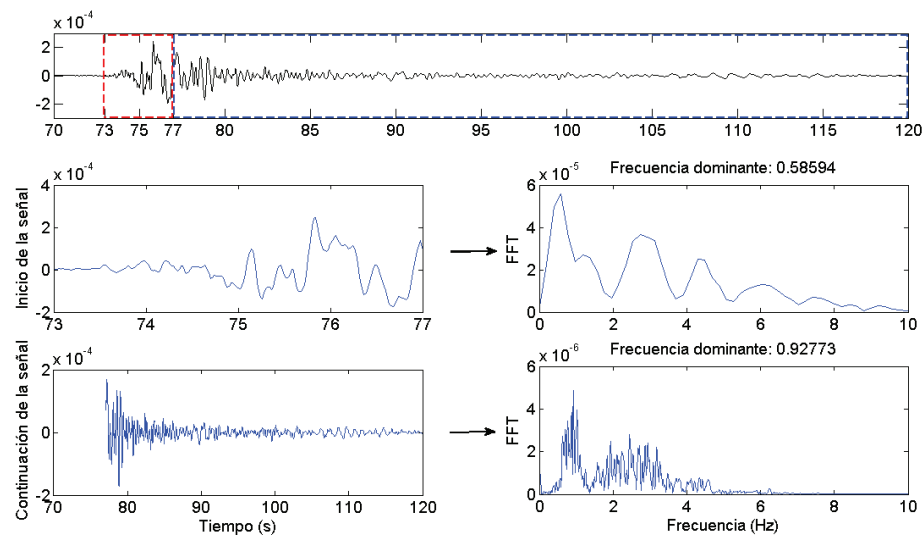 x 10^-4
2
0
-2
70 73 75 77 80 85 90 95 100 105 110 115 120
Inicio de la señal
x 10^-4
4
2
0
-2
73 74 75 76 77
Frecuencia dominante: 0.58594
x 10^-5
FFT
6
4
2
0
0 2 4 6 8 10
Continuación de la señal
x 10^-4
2
0
-2
70 80 90 100 110 120
Tiempo (s)
Frecuencia dominante: 0.92773
x 10^-6
FFT
6
4
2
0
0 2 4 6 8 10
Frecuencia (Hz)